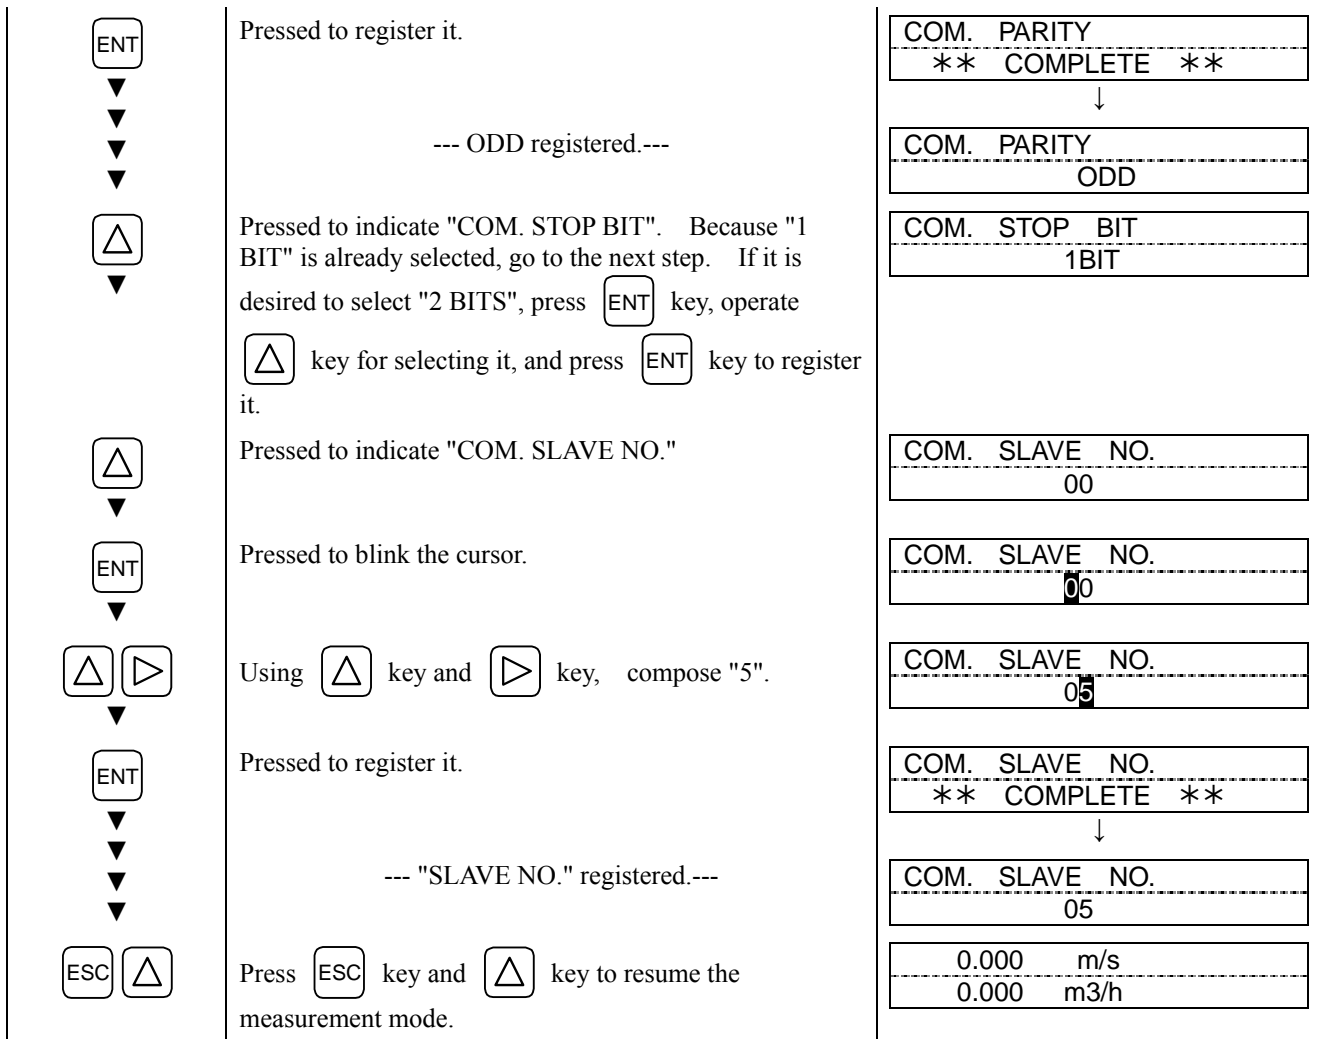 ENT
Pressed to register it.
COM. PARITY
** COMPLETE **
▼
▼
▼
▼
↓
--- ODD registered.---
COM. PARITY
ODD
△
▼
Pressed to indicate "COM. STOP BIT". Because "1
BIT" is already selected, go to the next step. If it is
desired to select "2 BITS", press ENT key, operate
△ key for selecting it, and press ENT key to register
it.
COM. STOP BIT
1BIT
△
▼
Pressed to indicate "COM. SLAVE NO."
COM. SLAVE NO.
00
ENT
▼
Pressed to blink the cursor.
COM. SLAVE NO.
00
△ ▷
▼
Using △ key and ▷ key, compose "5".
COM. SLAVE NO.
05
ENT
▼
▼
▼
▼
Pressed to register it.
COM. SLAVE NO.
** COMPLETE **
↓
--- "SLAVE NO." registered.---
COM. SLAVE NO.
05
ESC △
Press ESC key and △ key to resume the
measurement mode.
0.000 m/s
0.000 m3/h